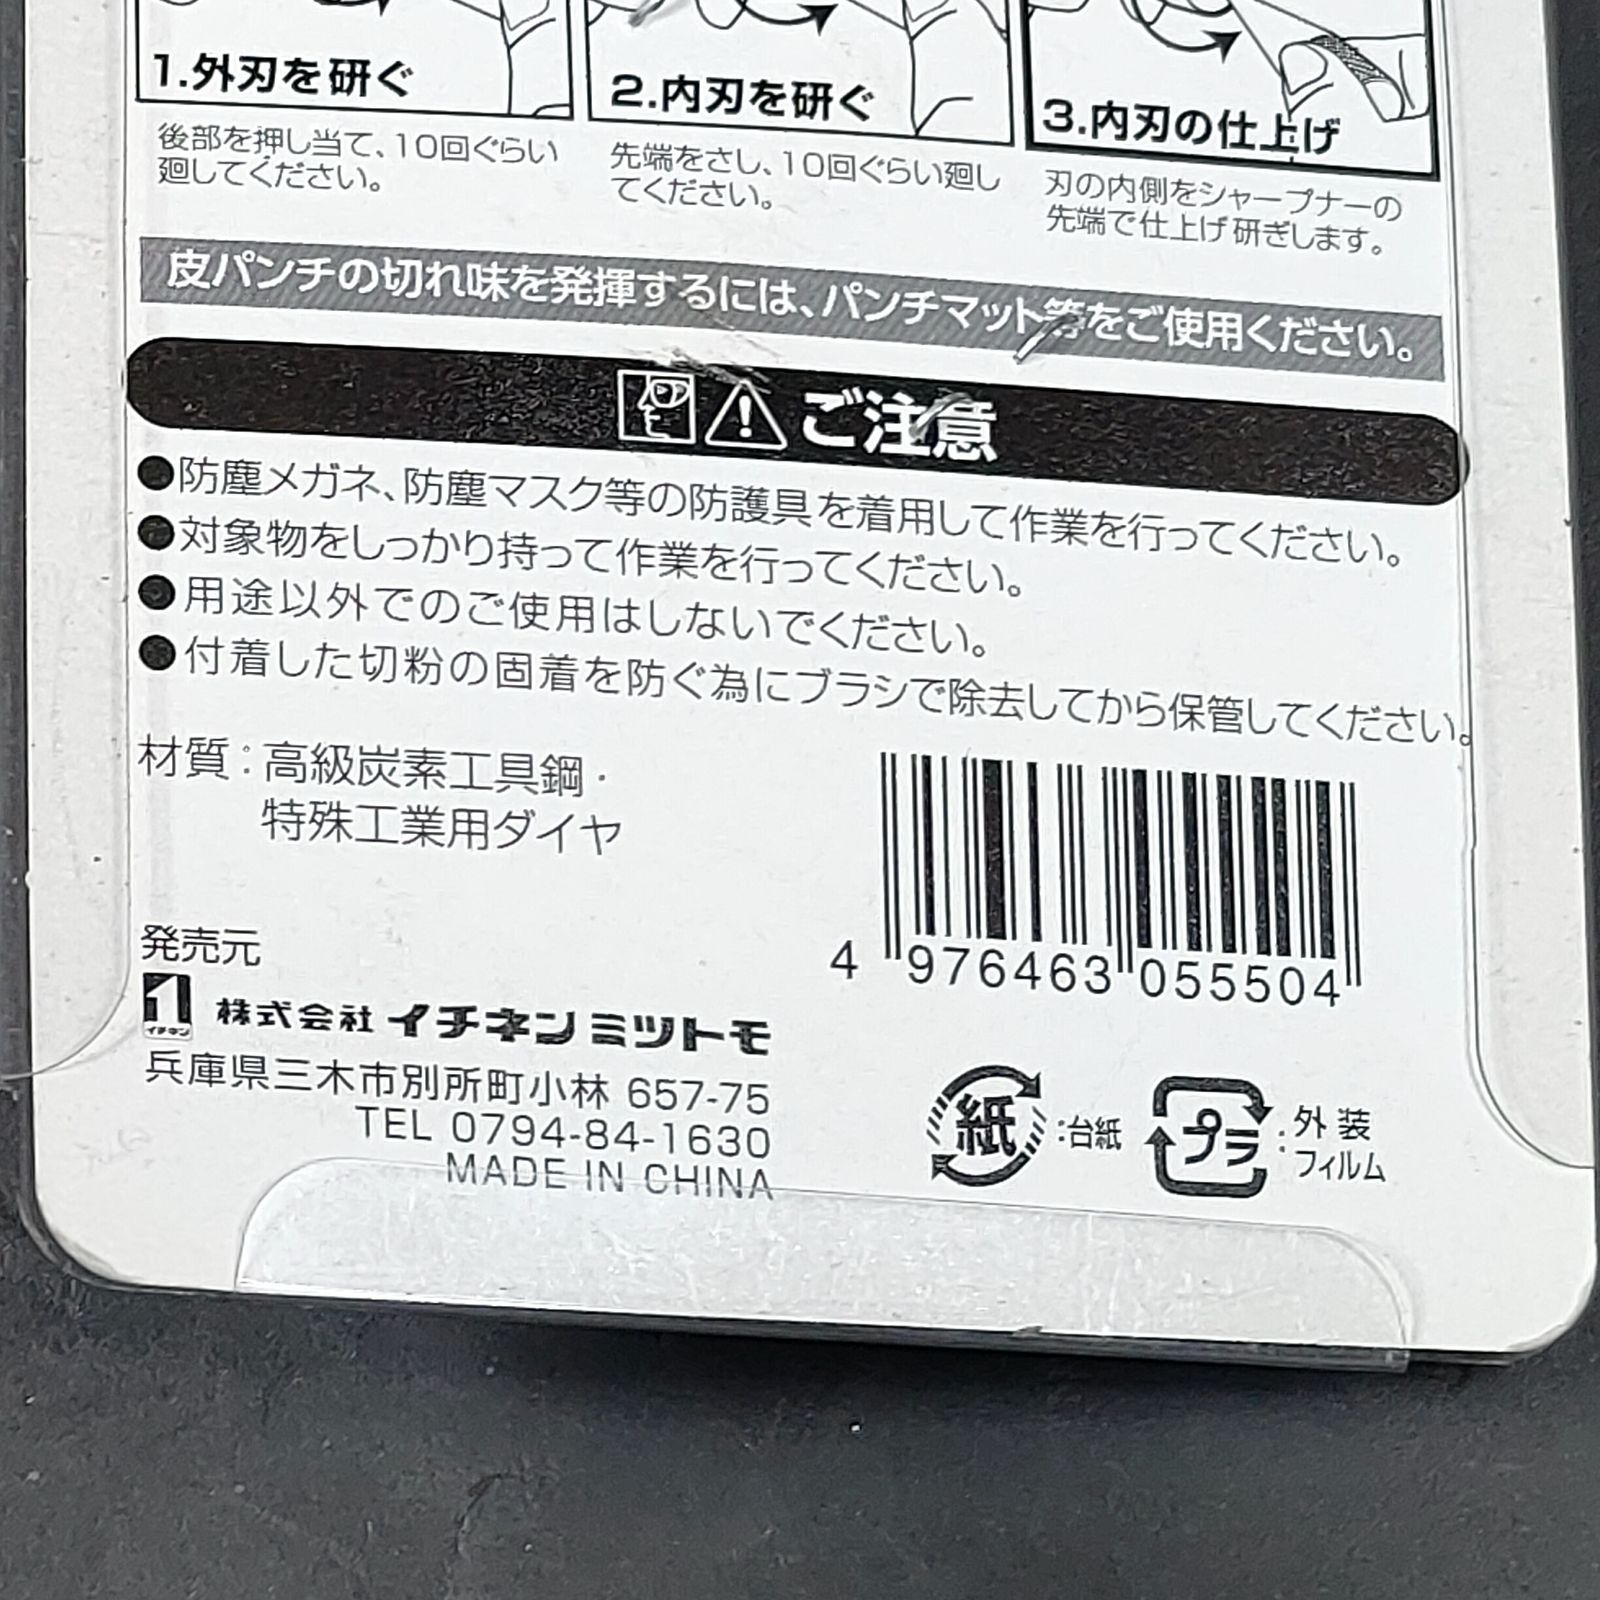 1.外刃を研ぐ
後部を押し当て、10回ぐらい
廻してください。
2.内刃を研ぐ
先端をさし、10回ぐらい廻し
てください。
3.内刃の仕上げ
刃の内側をシャープナーの
先端で仕上げ研ぎします。
皮パンチの切れ味を発揮するには、パンチマット等をご使用ください。
ご注意
●防塵メガネ、防塵マスク等の防護具を着用して作業を行ってください。
●対象物をしっかり持って作業を行ってください。
●用途以外でのご使用はしないでください。
●付着した切粉の固着を防ぐ為にブラシで除去してから保管してください。
材質：高級炭素工具鋼・
特殊工業用ダイヤ
4 976463 055504
発売元
イチネン
株式会社 イチネンミツトモ
兵庫県三木市別所町小林 657-75
TEL 0794-84-1630
MADE IN CHINA
紙：台紙
プラ：外装
フィルム